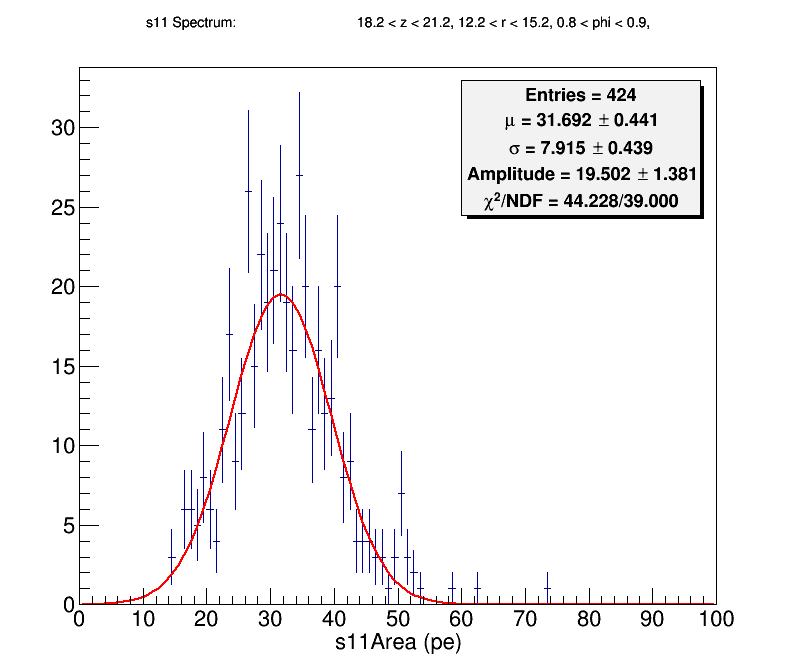 s11 Spectrum: 18.2 < z < 21.2, 12.2 < r < 15.2, 0.8 < phi < 0.9,
Entries = 424
μ = 31.692 ± 0.441
σ = 7.915 ± 0.439
Amplitude = 19.502 ± 1.381
χ²/NDF = 44.228/39.000
30
25
20
15
10
5
0
0 10 20 30 40 50 60 70 80 90 100
s11Area (pe)